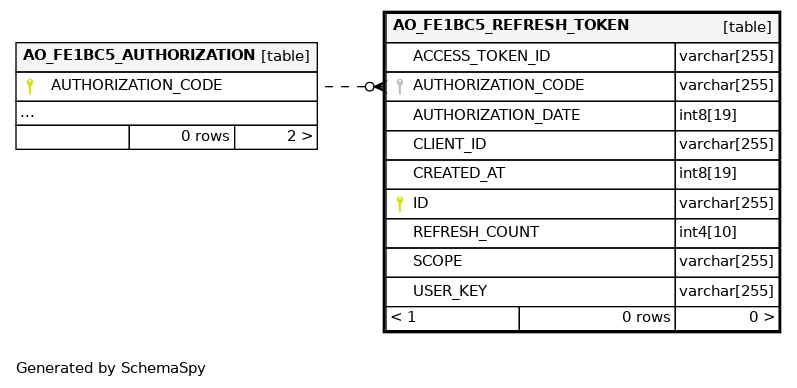 AO_FE1BC5_AUTHORIZATION [table]
AUTHORIZATION_CODE
...
0 rows 2 >
AO_FE1BC5_REFRESH_TOKEN [table]
ACCESS_TOKEN_ID varchar[255]
AUTHORIZATION_CODE varchar[255]
AUTHORIZATION_DATE int8[19]
CLIENT_ID varchar[255]
CREATED_AT int8[19]
ID varchar[255]
REFRESH_COUNT int4[10]
SCOPE varchar[255]
USER_KEY varchar[255]
< 1 0 rows 0 >
Generated by SchemaSpy